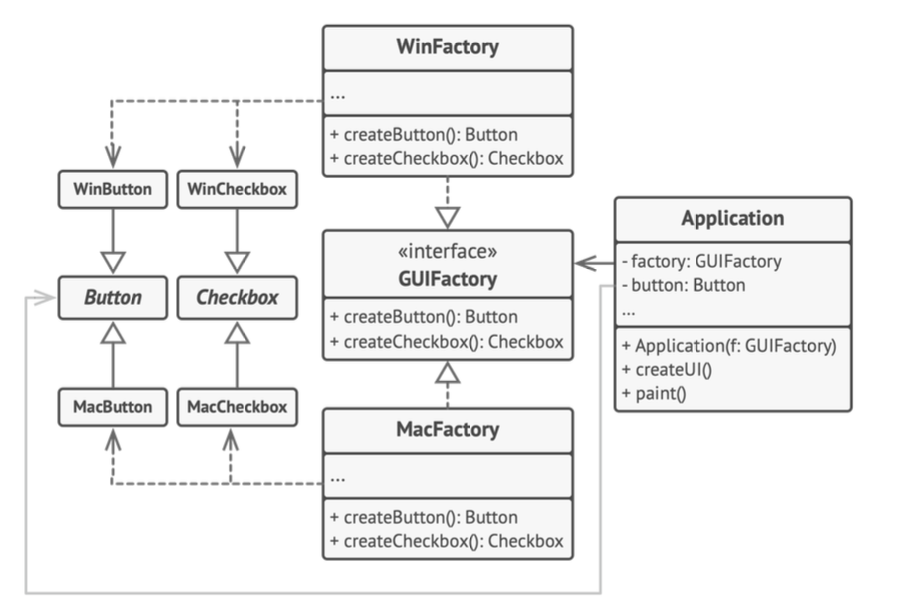 WinFactory
...
+ createButton(): Button
+ createCheckbox(): Checkbox
WinButton
WinCheckbox
«interface»
GUIFactory
+ createButton(): Button
+ createCheckbox(): Checkbox
Application
- factory: GUIFactory
- button: Button
...
+ Application(f: GUIFactory)
+ createUI()
+ paint()
Button
Checkbox
MacButton
MacCheckbox
MacFactory
...
+ createButton(): Button
+ createCheckbox(): Checkbox